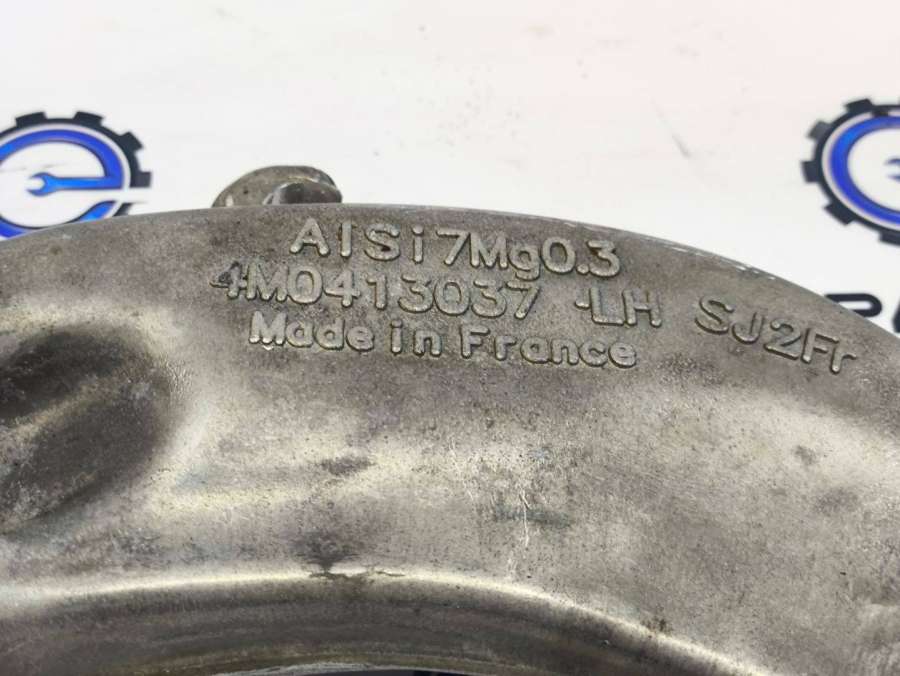 AlSi7Mg0.3
4M0413037 ·LH SJ2Fr
Made in France